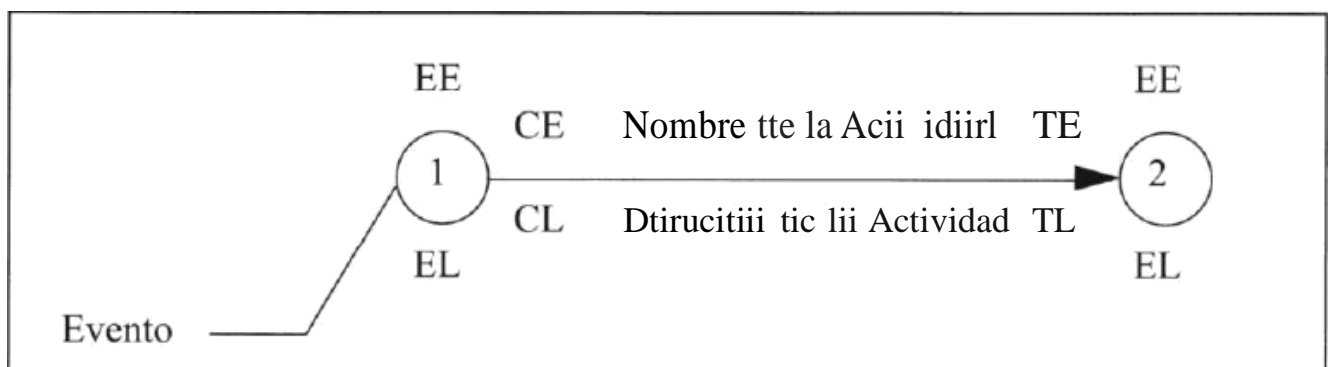 EE EE
CE Nombre tte la Acii idiirl TE
1 2
CL Dtirucitiii tic lii Actividad TL
EL EL
Evento